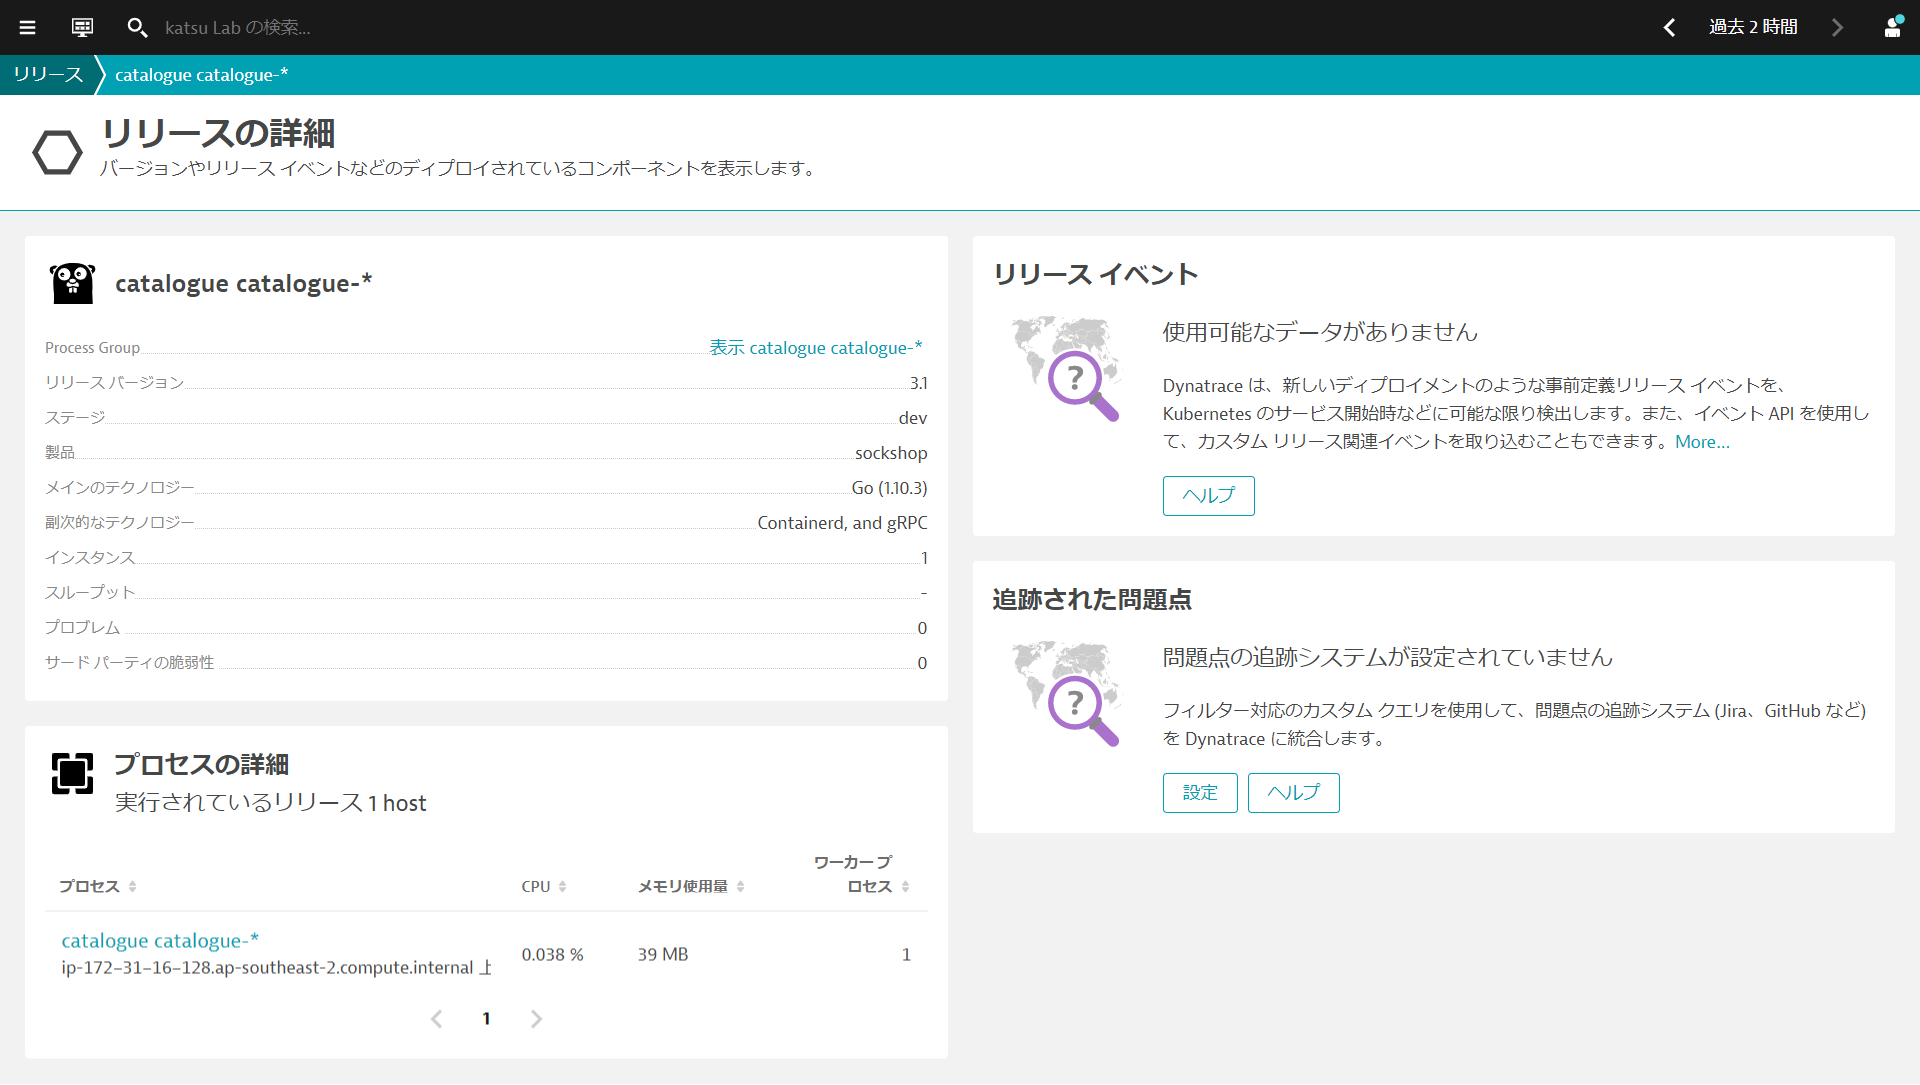 katsu Lab の検索...
過去 2 時間
リリース
catalogue catalogue-*
リリースの詳細
バージョンやリリース イベントなどのディプロイされているコンポーネントを表示します。
catalogue catalogue-*
Process Group 表示 catalogue catalogue-*
リリース バージョン 3.1
ステージ dev
製品 sockshop
メインのテクノロジー Go (1.10.3)
副次的なテクノロジー Containerd, and gRPC
インスタンス 1
スループット -
プロブレム 0
サード パーティの脆弱性 0
プロセスの詳細
実行されているリリース 1 host
プロセス CPU メモリ使用量 ワーカー プ
ロセス
catalogue catalogue-* 0.038 % 39 MB 1
ip-172–31–16–128.ap-southeast-2.compute.internal 上
1
リリース イベント
使用可能なデータがありません
Dynatrace は、新しいディプロイメントのような事前定義リリース イベントを、
Kubernetes のサービス開始時などに可能な限り検出します。また、イベント API を使用し
て、カスタム リリース関連イベントを取り込むこともできます。More...
ヘルプ
追跡された問題点
問題点の追跡システムが設定されていません
フィルター対応のカスタム クエリを使用して、問題点の追跡システム (Jira、GitHub など)
を Dynatrace に統合します。
設定 ヘルプ